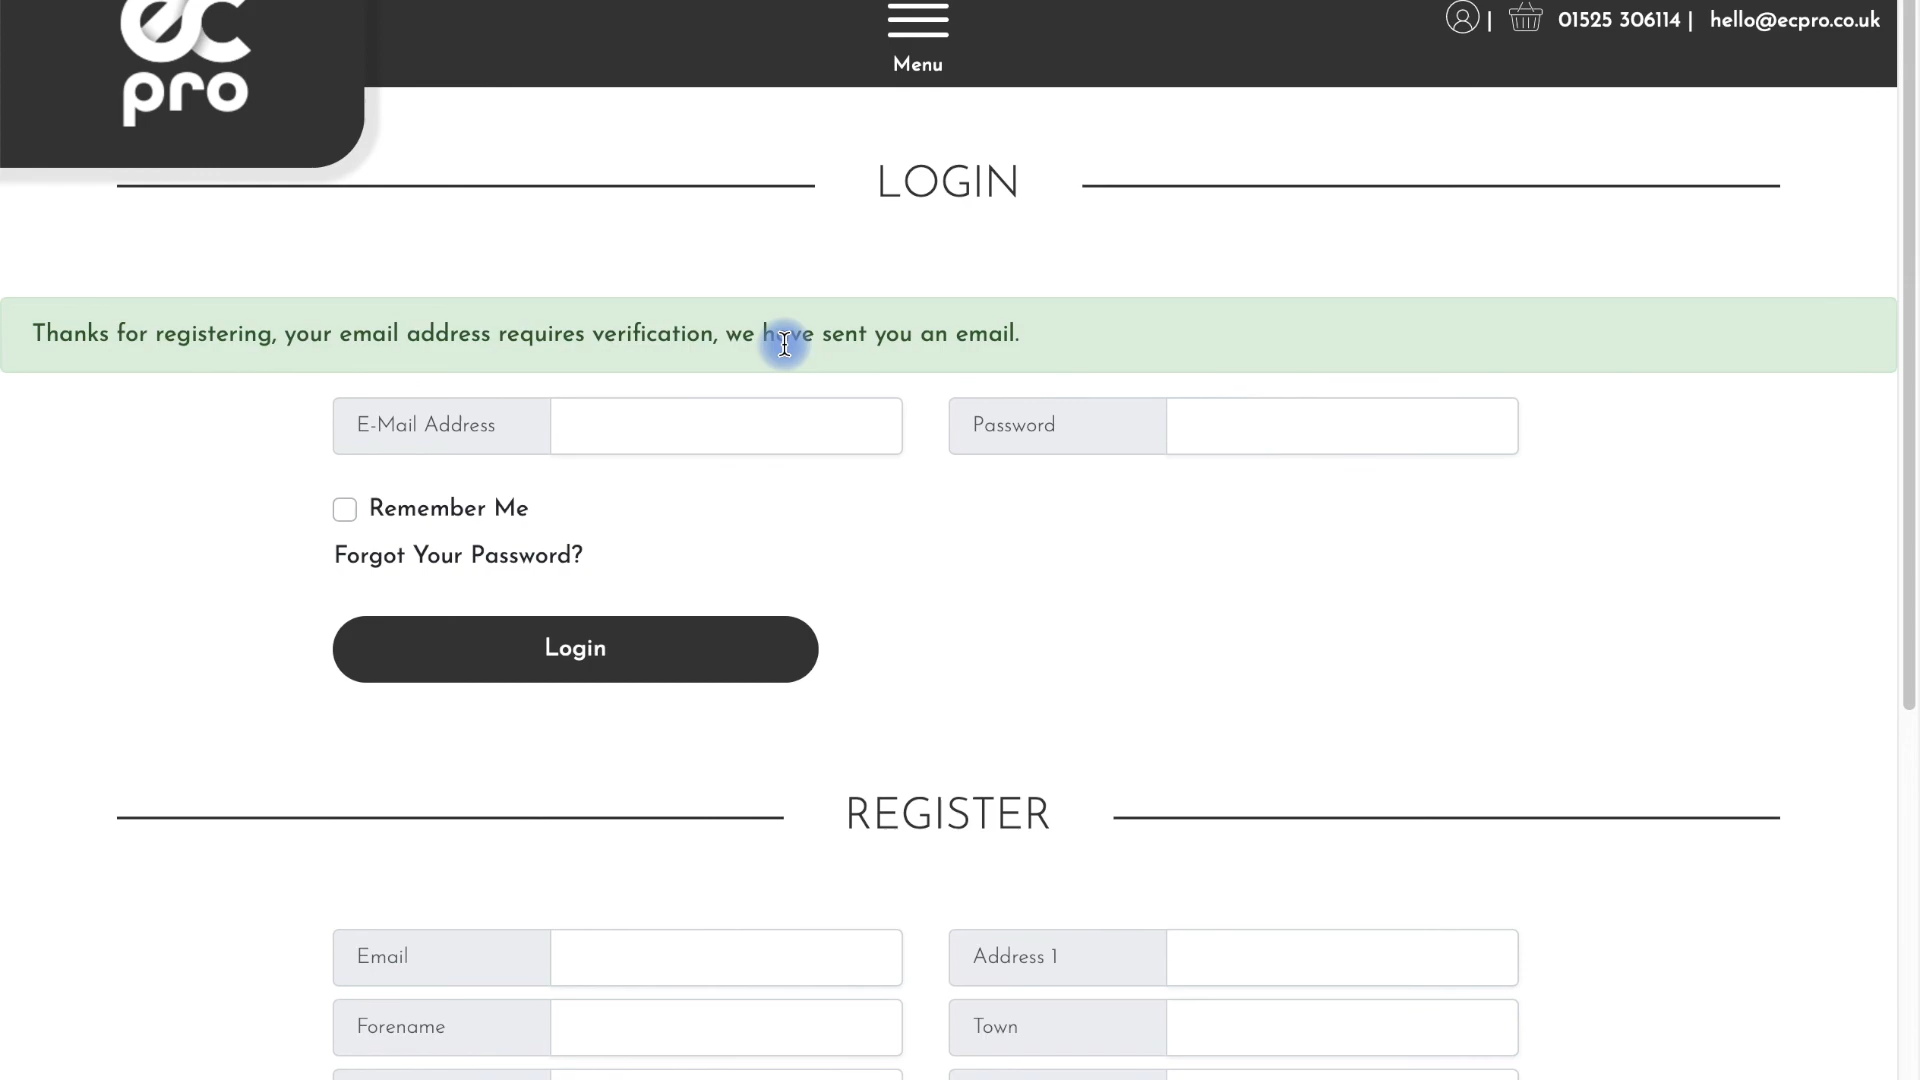 ec
pro
Menu
01525 306114 | hello@ecpro.co.uk
LOGIN
Thanks for registering, your email address requires verification, we have sent you an email.
E-Mail Address
Password
Remember Me
Forgot Your Password?
Login
REGISTER
Email
Address 1
Forename
Town